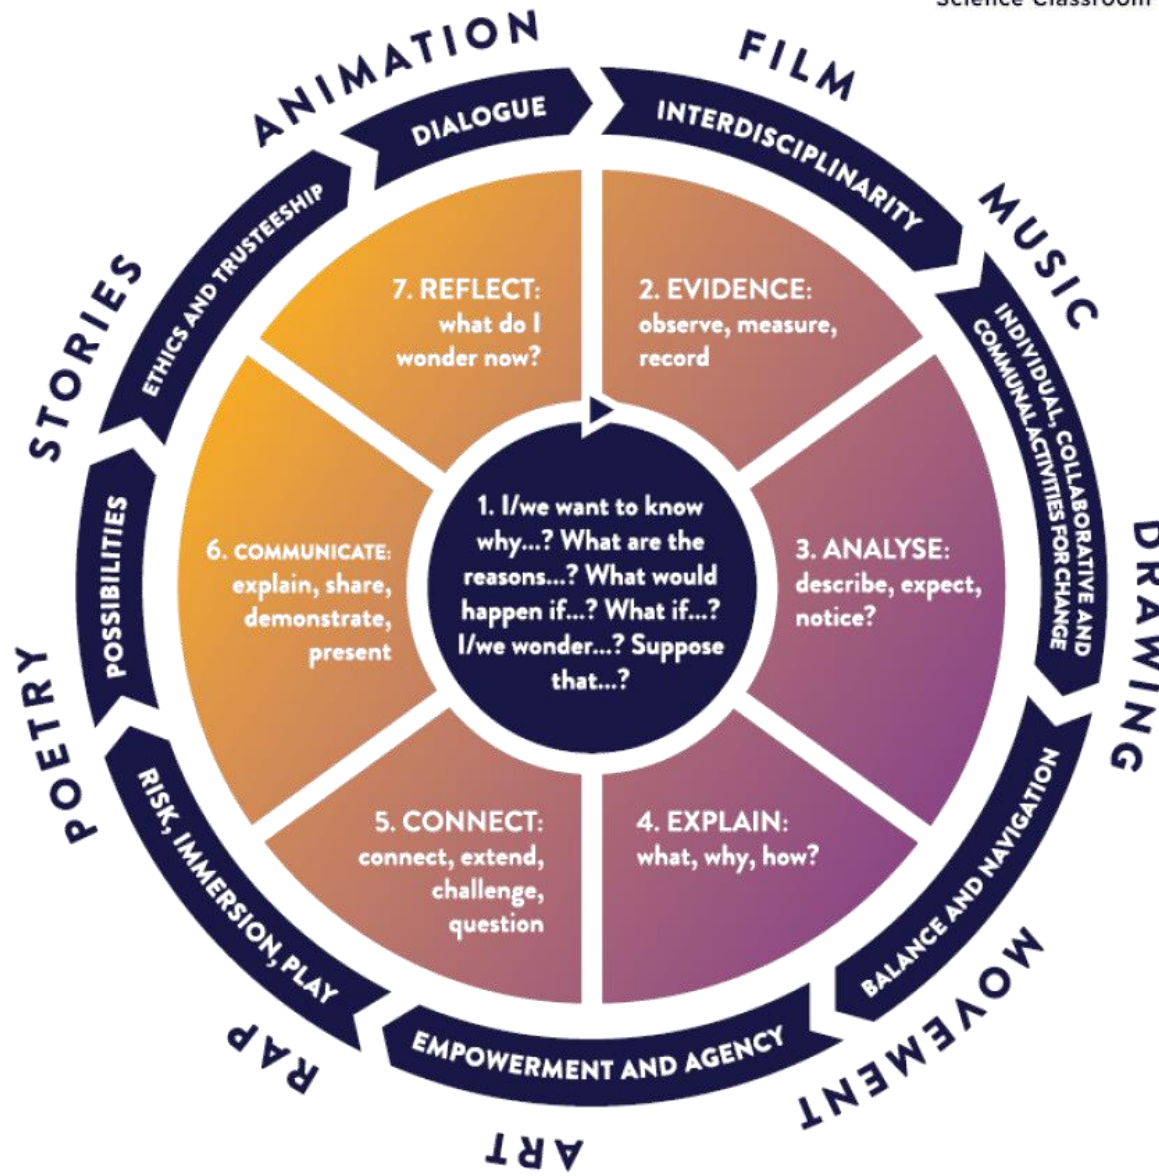 Science Classroom
ANIMATION
FILM
MUSIC
DRAWING
MOVEMENT
ART
RAP
POETRY
STORIES
DIALOGUE
INTERDISCIPLINARITY
INDIVIDUAL, COLLABORATIVE AND
COMMUNAL ACTIVITIES FOR CHANGE
BALANCE AND NAVIGATION
EMPOWERMENT AND AGENCY
RISK, IMMERSION, PLAY
POSSIBILITIES
ETHICS AND TRUSTEESHIP
1. I/we want to know
why...? What are the
reasons...? What would
happen if...? What if...?
I/we wonder...? Suppose
that...?
2. EVIDENCE:
observe, measure,
record
3. ANALYSE:
describe, expect,
notice?
4. EXPLAIN:
what, why, how?
5. CONNECT:
connect, extend,
challenge,
question
6. COMMUNICATE:
explain, share,
demonstrate,
present
7. REFLECT:
what do I
wonder now?